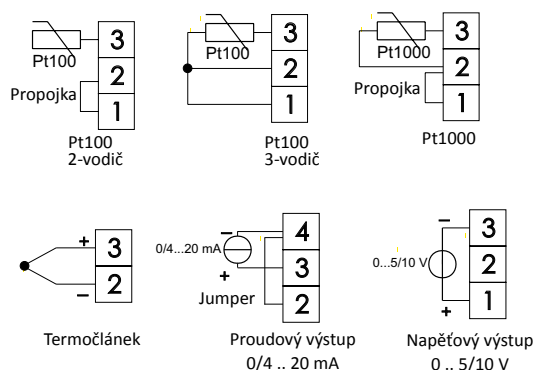 3
Pt100
2
Propojka
1
Pt100
2-vodič
3
Pt100
2
1
Pt100
3-vodič
3
Pt1000
2
Propojka
1
Pt1000
+
3
2
−
Termočlánek
−
4
0/4...20 mA
3
+
Jumper
2
Proudový výstup
0/4 .. 20 mA
−
3
0...5/10 V
2
1
+
Napěťový výstup
0 .. 5/10 V